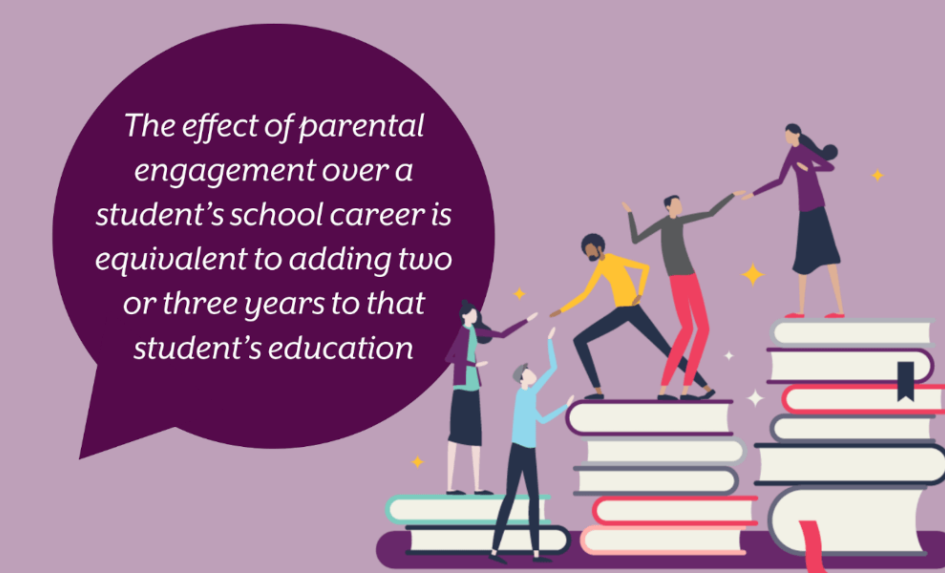 The effect of parental
engagement over a
student's school career is
equivalent to adding two
or three years to that
student's education